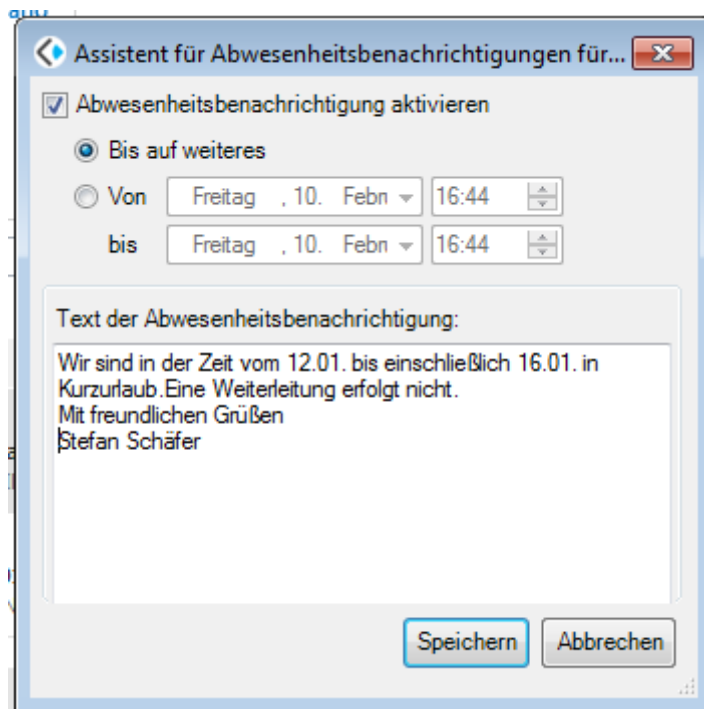 Assistent für Abwesenheitsbenachrichtigungen für...
Abwesenheitsbenachrichtigung aktivieren
Bis auf weiteres
Von Freitag , 10. Febr 16:44
bis Freitag , 10. Febr 16:44
Text der Abwesenheitsbenachrichtigung:
Wir sind in der Zeit vom 12.01. bis einschließlich 16.01. in
Kurzurlaub.Eine Weiterleitung erfolgt nicht.
Mit freundlichen Grüßen
Stefan Schäfer
Speichern Abbrechen